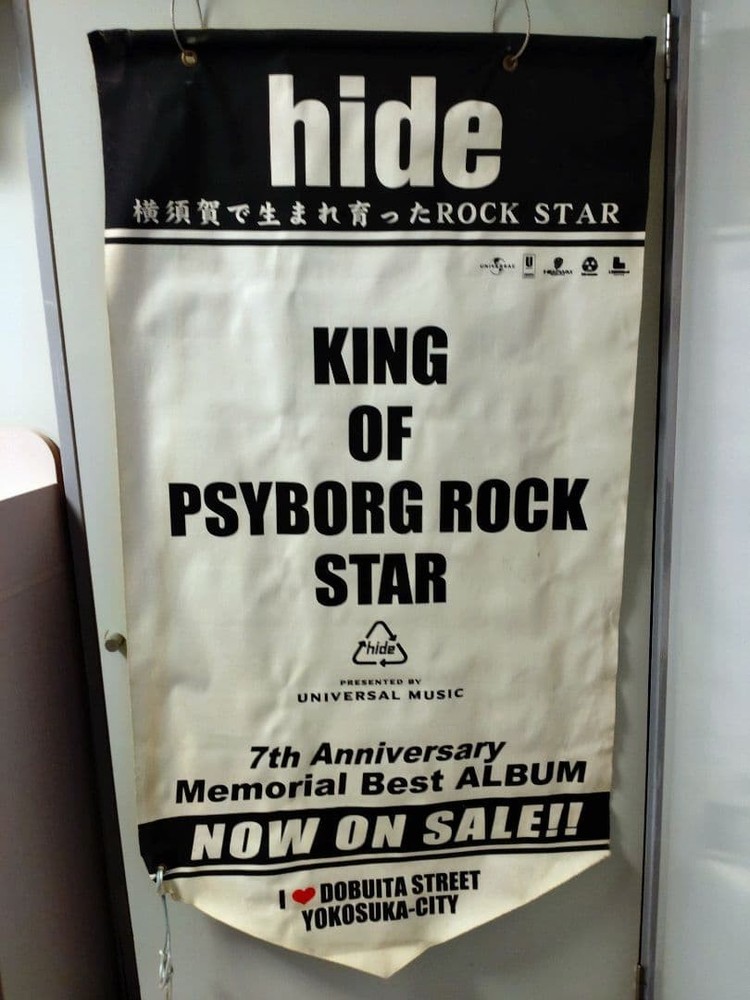 hide
横須賀で生まれ育ったROCK STAR
UNIVERSAL
KING
OF
PSYBORG ROCK
STAR
hide
PRESENTED BY
UNIVERSAL MUSIC
7th Anniversary
Memorial Best ALBUM
NOW ON SALE!!
I ❤ DOBUITA STREET
YOKOSUKA-CITY